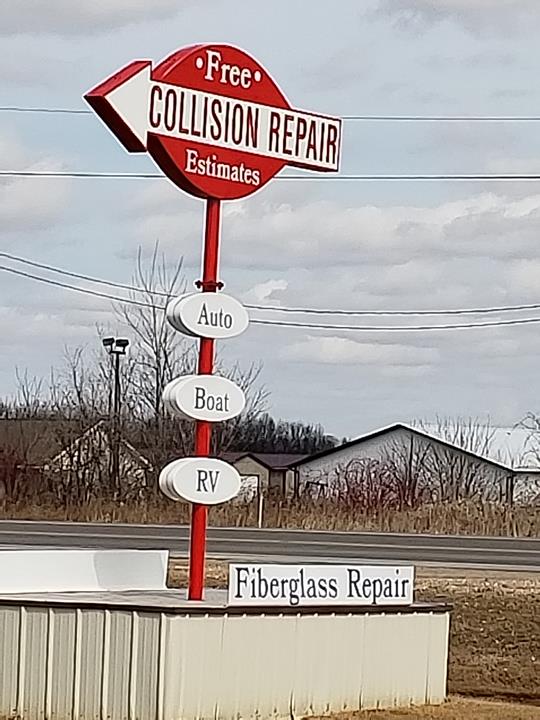 •Free•
COLLISION REPAIR
Estimates
Auto
Boat
RV
Fiberglass Repair